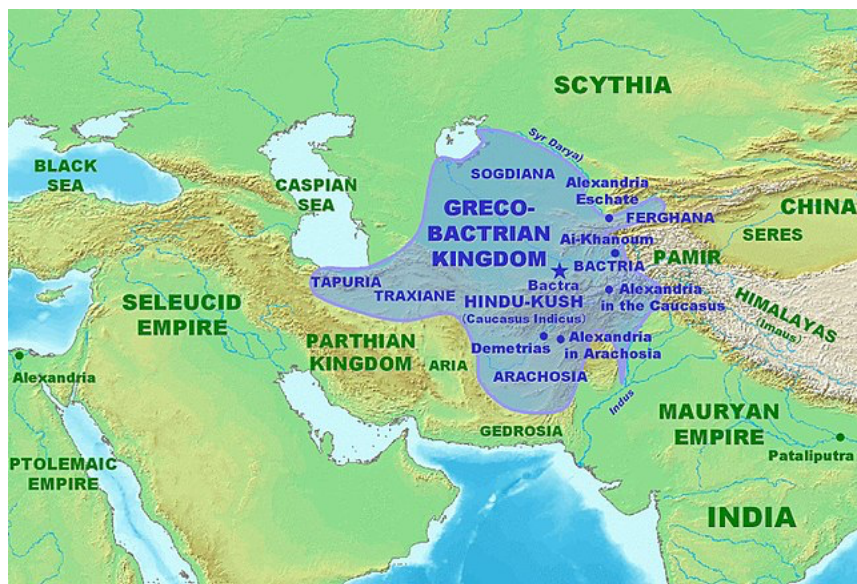 SCYTHIA
Syr Darya)
BLACK
SEA
CASPIAN
SEA
SOGDIANA
Alexandria
Eschate
FERGHANA
CHINA
SERES
GRECO-
BACTRIAN
KINGDOM
Ai-Khanoum
BACTRIA
PAMIR
Bactra
TAPURIA
TRAXIANE
HINDU-KUSH
(Caucasus Indicus)
Alexandria
in the Caucasus
HIMALAYAS
(Imaus)
SELEUCID
EMPIRE
PARTHIAN
KINGDOM
ARIA
Demetrias
Alexandria
in Arachosia
ARACHOSIA
Alexandria
Indus
MAURYAN
EMPIRE
Pataliputra
GEDROSIA
PTOLEMAIC
EMPIRE
INDIA